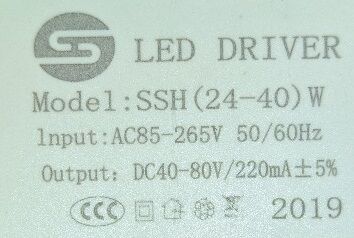 LED DRIVER
Model:SSH(24-40)W
lnput:AC85-265V 50/60Hz
Output: DC40-80V/220mA±5%
CCC 2019